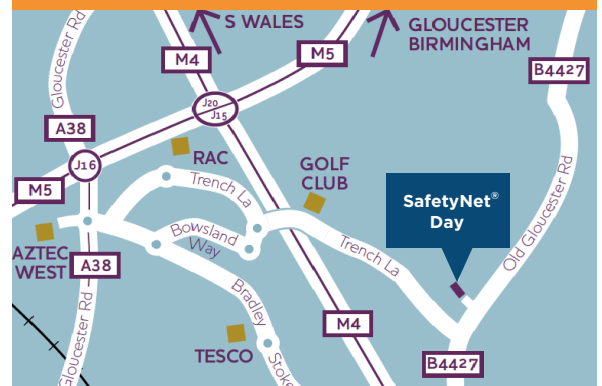 S WALES
GLOUCESTER
BIRMINGHAM
Gloucester Rd
M4
M5
B4427
J20
J15
A38
J16
RAC
Trench La
GOLF
CLUB
SafetyNet®
Day
Old Gloucester Rd
M5
Bowsland
Way
AZTEC
WEST
A38
Trench La
Bradley
Stoke
M4
TESCO
Gloucester Rd
B4427